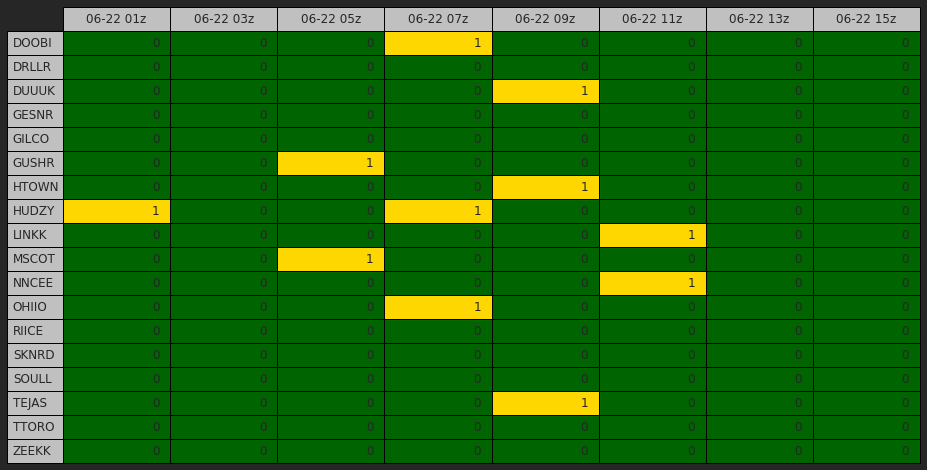 06-22 01z 06-22 03z 06-22 05z 06-22 07z 06-22 09z 06-22 11z 06-22 13z 06-22 15z
DOOBI 0 0 0 1 0 0 0 0
DRLLR 0 0 0 0 0 0 0 0
DUUUK 0 0 0 0 1 0 0 0
GESNR 0 0 0 0 0 0 0 0
GILCO 0 0 0 0 0 0 0 0
GUSHR 0 0 1 0 0 0 0 0
HTOWN 0 0 0 0 1 0 0 0
HUDZY 1 0 0 1 0 0 0 0
LINKK 0 0 0 0 0 1 0 0
MSCOT 0 0 1 0 0 0 0 0
NNCEE 0 0 0 0 0 1 0 0
OHIIO 0 0 0 1 0 0 0 0
RIICE 0 0 0 0 0 0 0 0
SKNRD 0 0 0 0 0 0 0 0
SOULL 0 0 0 0 0 0 0 0
TEJAS 0 0 0 0 1 0 0 0
TTORO 0 0 0 0 0 0 0 0
ZEEKK 0 0 0 0 0 0 0 0